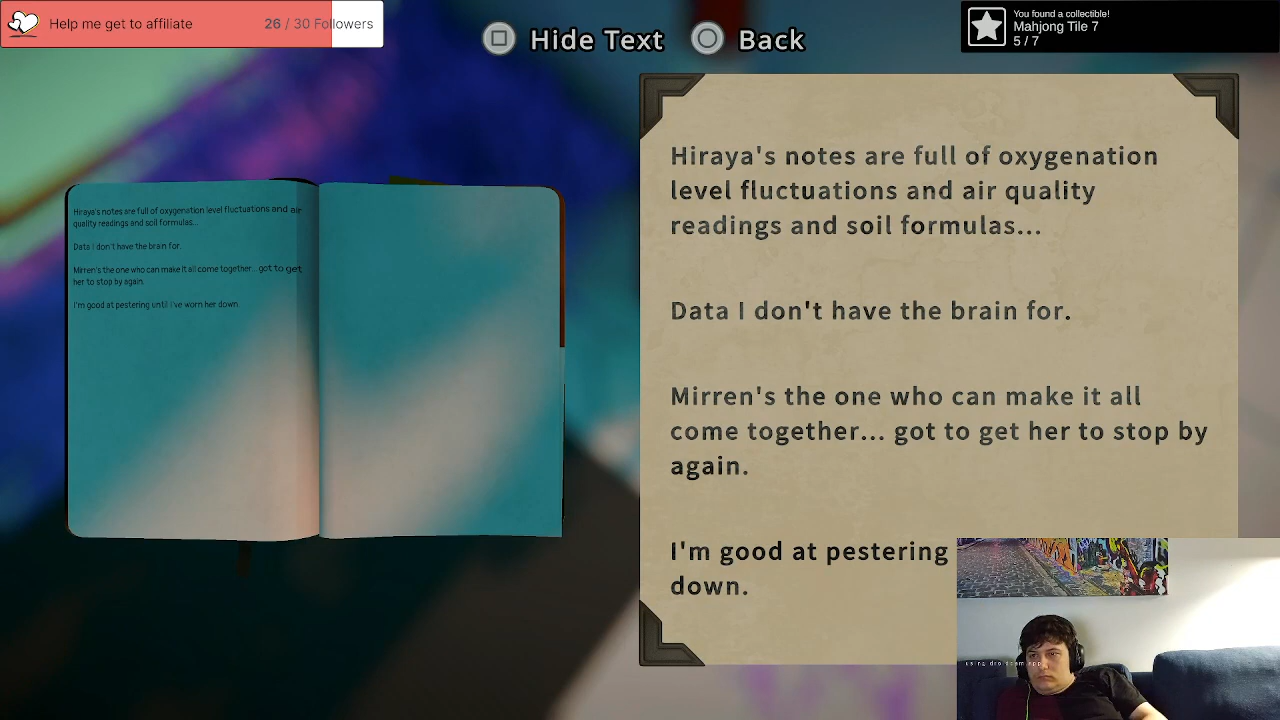 Help me get to affiliate 26 / 30 Followers
Hide Text Back
You found a collectible!
Mahjong Tile 7
5 / 7
Hiraya's notes are full of oxygenation level fluctuations and air
quality readings and soil formulas...
Data I don't have the brain for.
Mirren's the one who can make it all come together... got to get
her to stop by again.
I'm good at pestering until I've worn her down.
Hiraya's notes are full of oxygenation
level fluctuations and air quality
readings and soil formulas...
Data I don't have the brain for.
Mirren's the one who can make it all
come together... got to get her to stop by
again.
I'm good at pestering
down.
using droidcam app